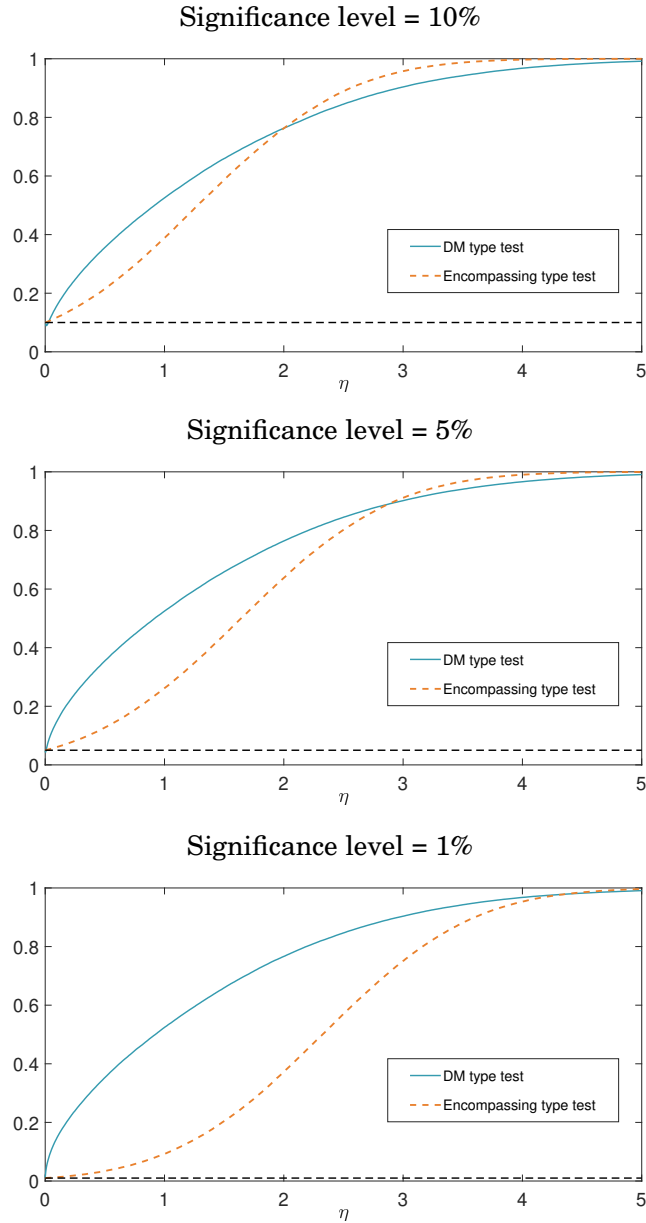 Significance level = 10%
1
0.8
0.6
0.4
0.2
0
0 1 2 3 4 5
η
DM type test
Encompassing type test
Significance level = 5%
1
0.8
0.6
0.4
0.2
0
0 1 2 3 4 5
η
DM type test
Encompassing type test
Significance level = 1%
1
0.8
0.6
0.4
0.2
0
0 1 2 3 4 5
η
DM type test
Encompassing type test